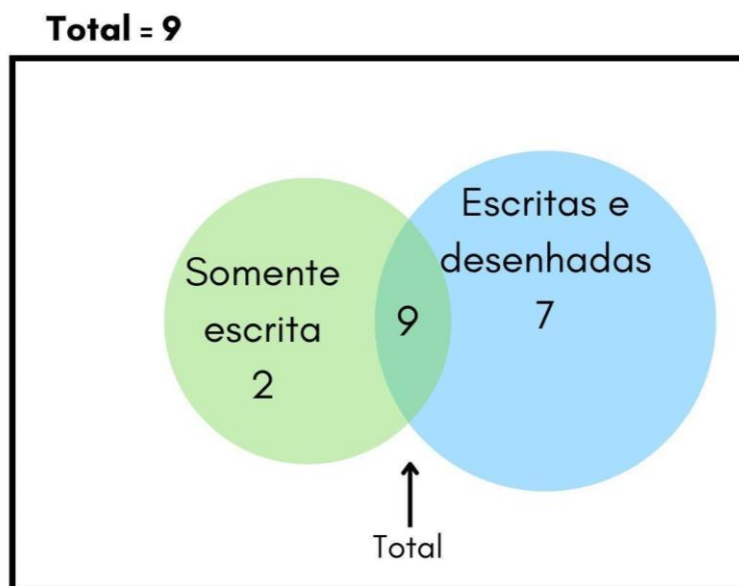 Total = 9
Somente
escrita
2
9
Escritas e
desenhadas
7
Total